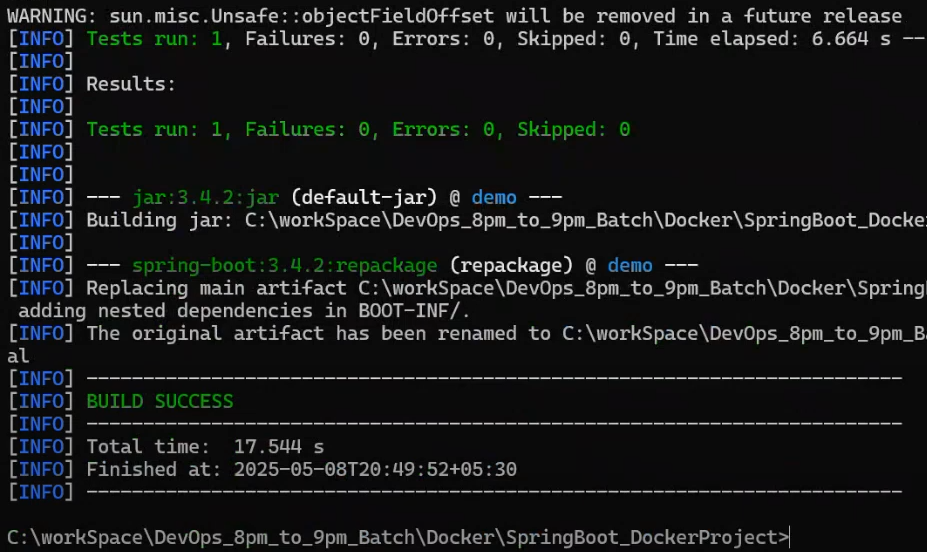 WARNING: sun.misc.Unsafe::objectFieldOffset will be removed in a future release
[INFO] Tests run: 1, Failures: 0, Errors: 0, Skipped: 0, Time elapsed: 6.664 s --
[INFO]
[INFO] Results:
[INFO]
[INFO] Tests run: 1, Failures: 0, Errors: 0, Skipped: 0
[INFO]
[INFO]
[INFO] --- jar:3.4.2:jar (default-jar) @ demo ---
[INFO] Building jar: C:\workSpace\DevOps_8pm_to_9pm_Batch\Docker\SpringBoot_Docke
[INFO]
[INFO] --- spring-boot:3.4.2:repackage (repackage) @ demo ---
[INFO] Replacing main artifact C:\workSpace\DevOps_8pm_to_9pm_Batch\Docker\Spring
adding nested dependencies in BOOT-INF/.
[INFO] The original artifact has been renamed to C:\workSpace\DevOps_8pm_to_9pm_B
al
[INFO] ------------------------------------------------------------------------
[INFO] BUILD SUCCESS
[INFO] ------------------------------------------------------------------------
[INFO] Total time:  17.544 s
[INFO] Finished at: 2025-05-08T20:49:52+05:30
[INFO] ------------------------------------------------------------------------
C:\workSpace\DevOps_8pm_to_9pm_Batch\Docker\SpringBoot_DockerProject>